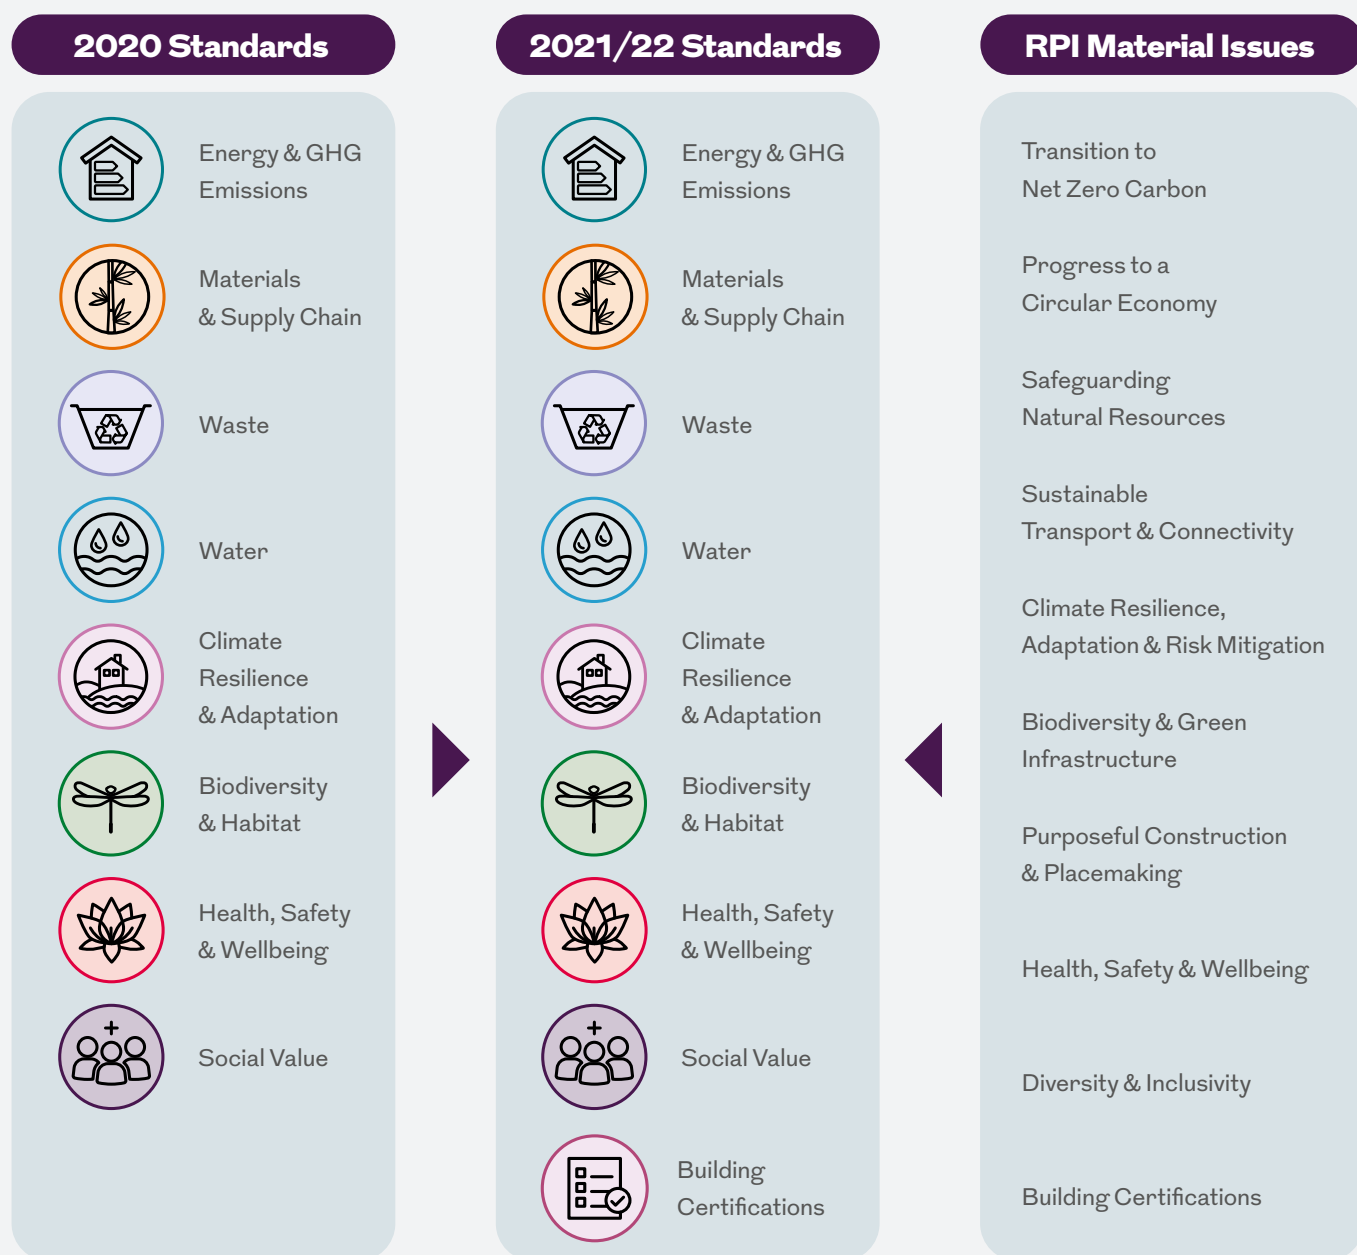 2020 Standards
Energy & GHG
Emissions
Materials
& Supply Chain
Waste
Water
Climate
Resilience
& Adaptation
Biodiversity
& Habitat
Health, Safety
& Wellbeing
Social Value
2021/22 Standards
Energy & GHG
Emissions
Materials
& Supply Chain
Waste
Water
Climate
Resilience
& Adaptation
Biodiversity
& Habitat
Health, Safety
& Wellbeing
Social Value
Building
Certifications
RPI Material Issues
Transition to
Net Zero Carbon
Progress to a
Circular Economy
Safeguarding
Natural Resources
Sustainable
Transport & Connectivity
Climate Resilience,
Adaptation & Risk Mitigation
Biodiversity & Green
Infrastructure
Purposeful Construction
& Placemaking
Health, Safety & Wellbeing
Diversity & Inclusivity
Building Certifications